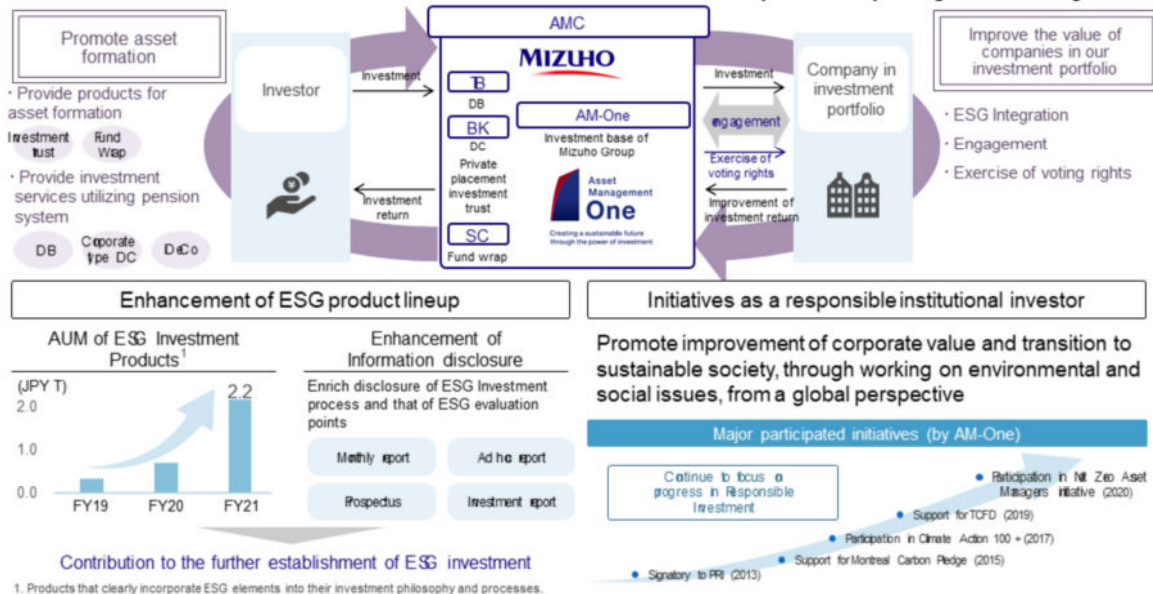 AMC
Promote asset
formation
· Provide products for
asset formation
Investment
trust
Fund
Wrap
· Provide investment
services utilizing pension
system
DB
Corporate
type DC
iDeCo
Investor
Investment
Investment
return
MIZUHO
TB
DB
BK
DC
Private
placement
investment
trust
SC
Fund wrap
AM-One
Investment base of
Mizuho Group
Asset
Management
One
Creating a sustainable future
through the power of investment
Investment
engagement
Exercise of
voting rights
Improvement of
investment return
Company in
investment
portfolio
Improve the value of
companies in our
investment portfolio
· ESG Integration
· Engagement
· Exercise of voting rights
Enhancement of ESG product lineup
AUM of ESG Investment
Products1
(JPY T)
2.0
1.0
0.0
2.2
FY19
FY20
FY21
Enhancement of
Information disclosure
Enrich disclosure of ESG Investment
process and that of ESG evaluation
points
Monthly report
Ad hoc report
Prospectus
Investment report
Contribution to the further establishment of ESG investment
1. Products that clearly incorporate ESG elements into their investment philosophy and processes.
Initiatives as a responsible institutional investor
Promote improvement of corporate value and transition to
sustainable society, through working on environmental and
social issues, from a global perspective
Major participated initiatives (by AM-One)
Continue to focus on
progress in Responsible
Investment
Participation in Net Zero Asset
Managers initiative (2020)
Support for TCFD (2019)
Participation in Climate Action 100 + (2017)
Support for Montreal Carbon Pledge (2015)
Signatory to PRI (2013)